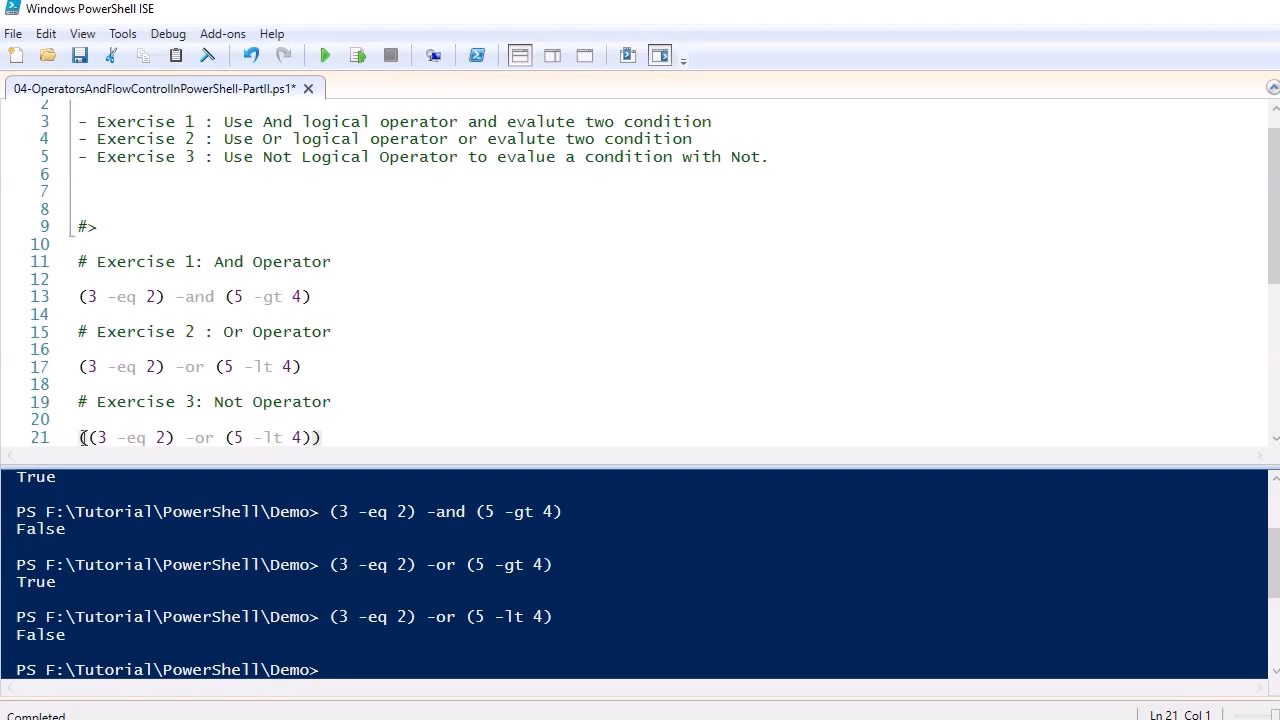 Windows PowerShell ISE
File Edit View Tools Debug Add-ons Help
04-OperatorsAndFlowControlInPowerShell-PartII.ps1*
2
3 - Exercise 1 : Use And logical operator and evalute two condition
4 - Exercise 2 : Use Or logical operator or evalute two condition
5 - Exercise 3 : Use Not Logical Operator to evalue a condition with Not.
6
7
8
9 #>
10
11 # Exercise 1: And Operator
12
13 (3 -eq 2) -and (5 -gt 4)
14
15 # Exercise 2 : Or Operator
16
17 (3 -eq 2) -or (5 -lt 4)
18
19 # Exercise 3: Not Operator
20
21 ((3 -eq 2) -or (5 -lt 4))
True
PS F:\Tutorial\PowerShell\Demo> (3 -eq 2) -and (5 -gt 4)
False
PS F:\Tutorial\PowerShell\Demo> (3 -eq 2) -or (5 -gt 4)
True
PS F:\Tutorial\PowerShell\Demo> (3 -eq 2) -or (5 -lt 4)
False
PS F:\Tutorial\PowerShell\Demo>
Completed Ln 21 Col 1